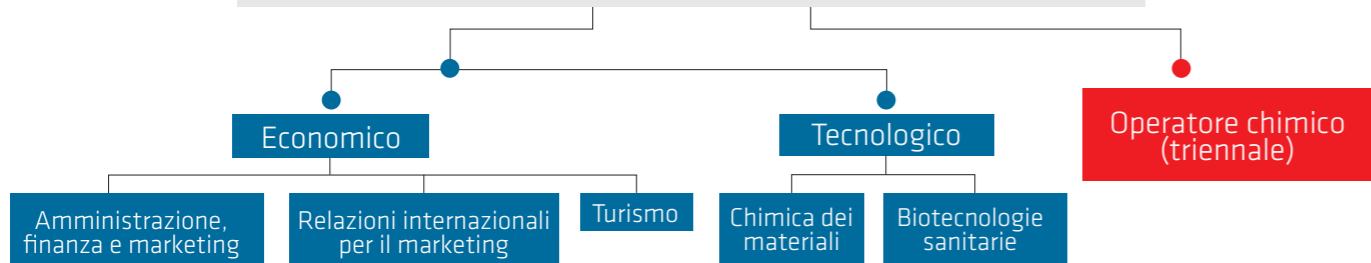 Economico
Tecnologico
Operatore chimico
(triennale)
Amministrazione,
finanza e marketing
Relazioni internazionali
per il marketing
Turismo
Chimica dei
materiali
Biotecnologie
sanitarie